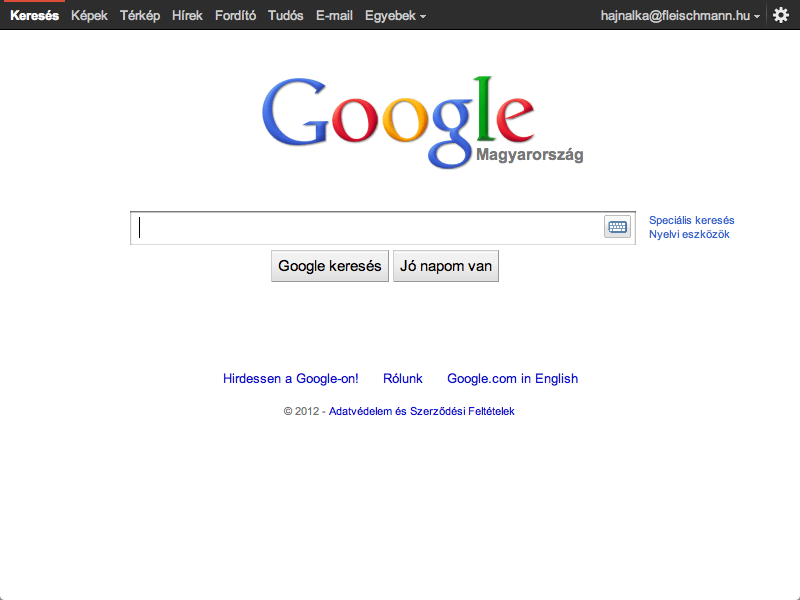 Keresés Képek Térkép Hírek Fordító Tudós E-mail Egyebek hajnalka@fleischmann.hu
Google
Magyarország
Speciális keresés
Nyelvi eszközök
Google keresés Jó napom van
Hirdessen a Google-on! Rólunk Google.com in English
© 2012 - Adatvédelem és Szerződési Feltételek